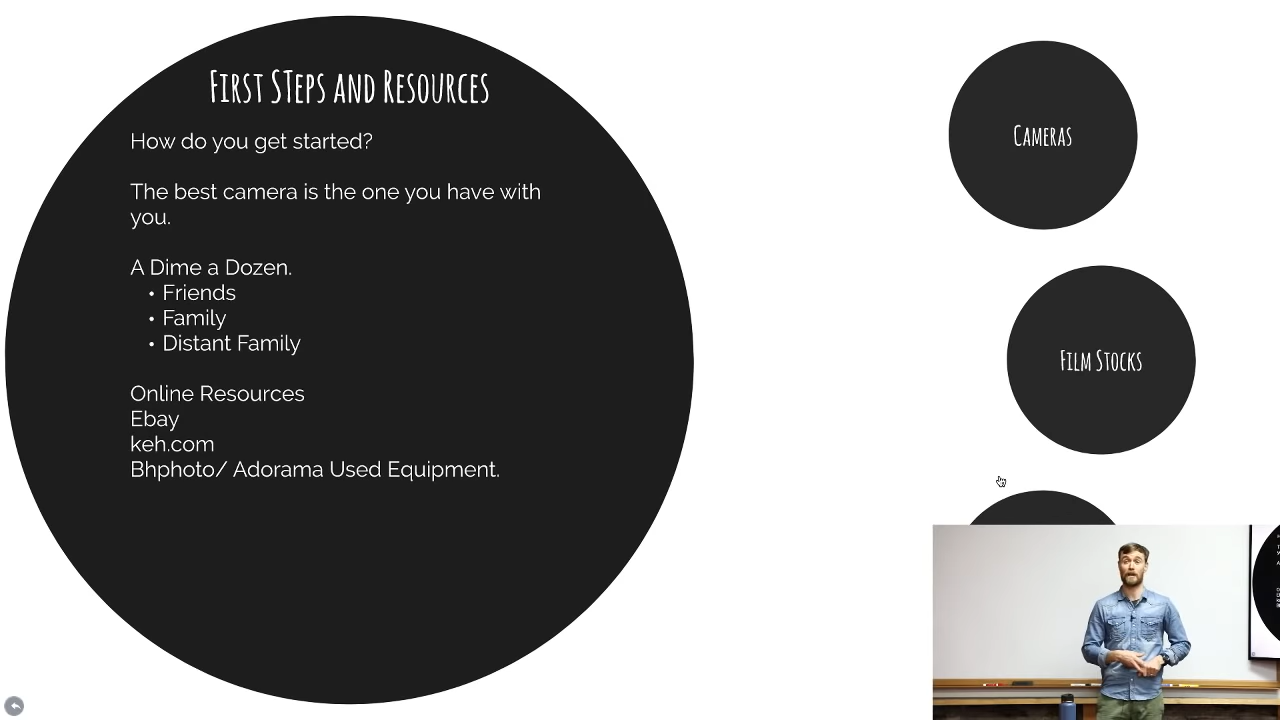 First STeps and Resources
How do you get started?
The best camera is the one you have with
you.
A Dime a Dozen.
• Friends
• Family
• Distant Family
Online Resources
Ebay
keh.com
Bhphoto/ Adorama Used Equipment.
Cameras
Film Stocks